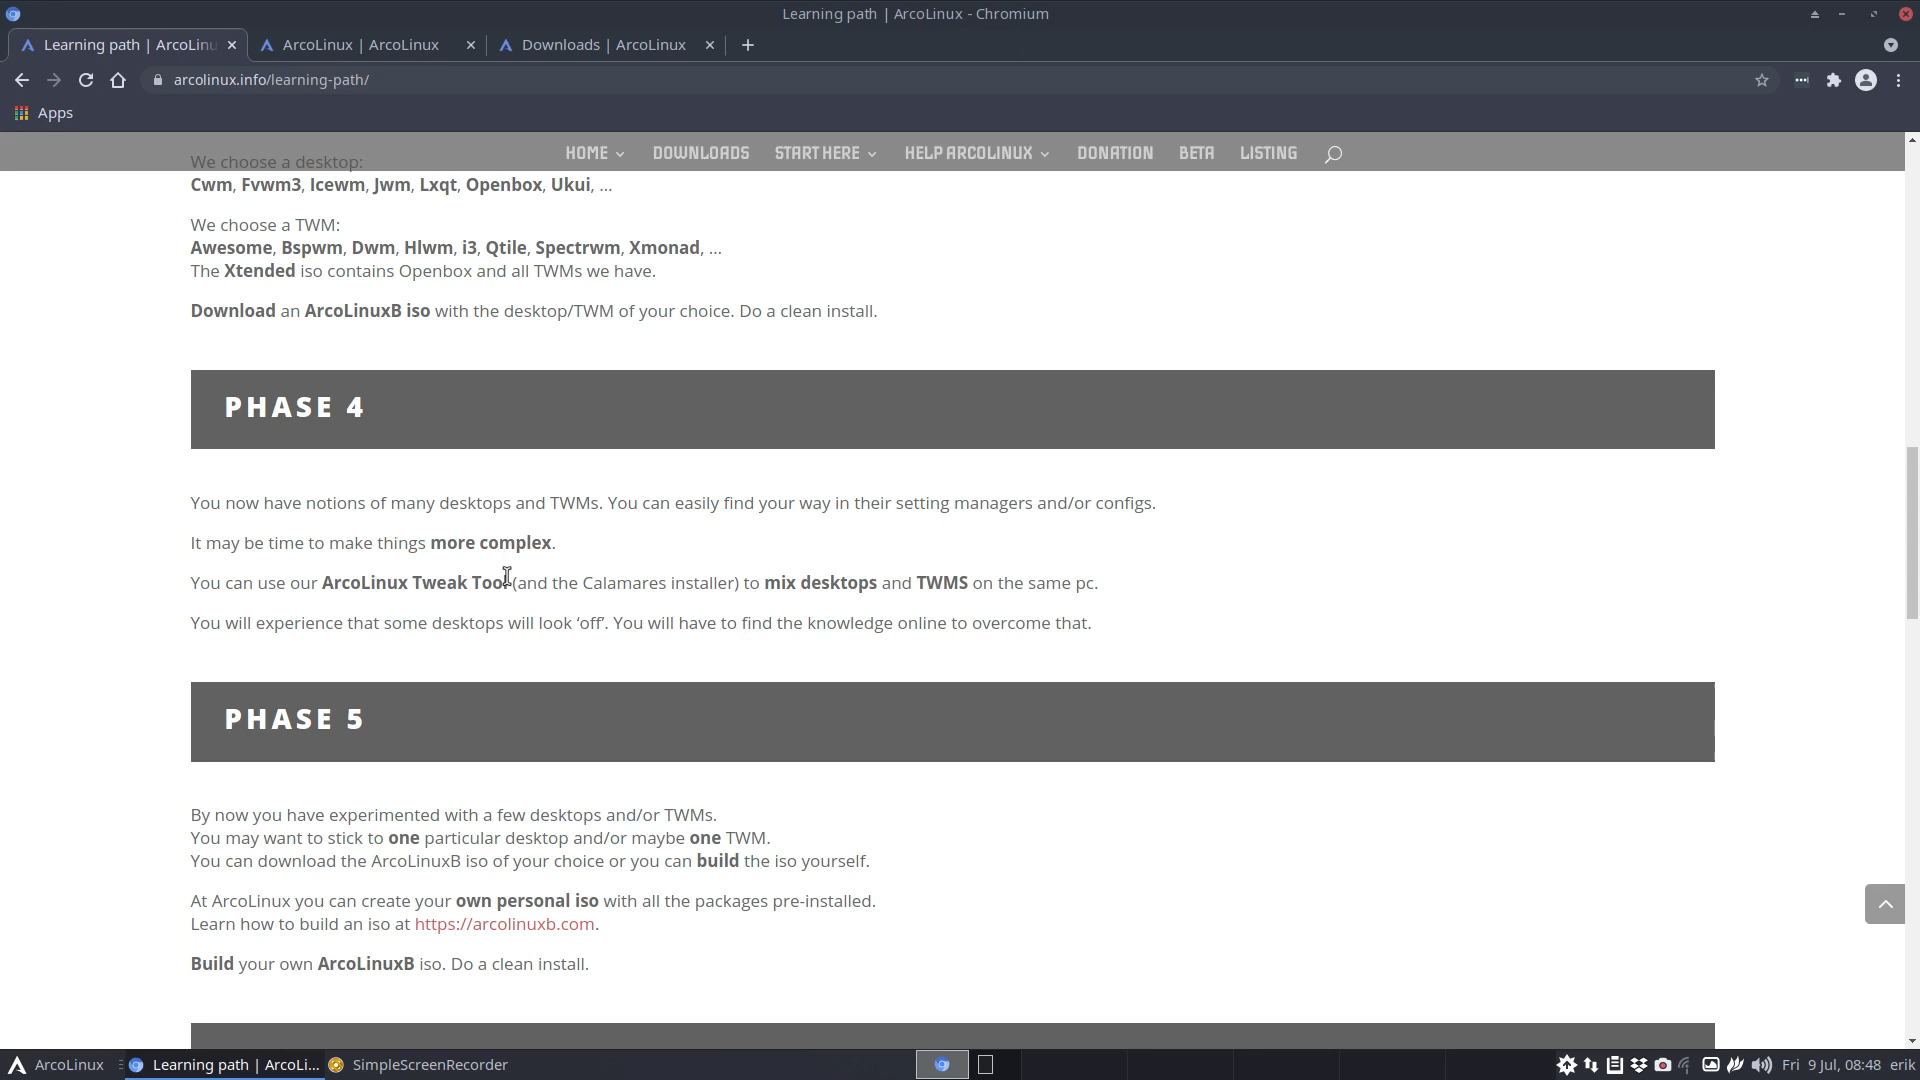 Learning path | ArcoLinux - Chromium
Learning path | ArcoLinu
ArcoLinux | ArcoLinux
Downloads | ArcoLinux
arcolinux.info/learning-path/
Apps
HOME
DOWNLOADS
START HERE
HELP ARCOLINUX
DONATION
BETA
LISTING
We choose a desktop:
Cwm, Fvwm3, Icewm, Jwm, Lxqt, Openbox, Ukui, ...
We choose a TWM:
Awesome, Bspwm, Dwm, Hlwm, i3, Qtile, Spectrwm, Xmonad, ...
The Xtended iso contains Openbox and all TWMs we have.
Download an ArcoLinuxB iso with the desktop/TWM of your choice. Do a clean install.
PHASE 4
You now have notions of many desktops and TWMs. You can easily find your way in their setting managers and/or configs.
It may be time to make things more complex.
You can use our ArcoLinux Tweak Tool (and the Calamares installer) to mix desktops and TWMS on the same pc.
You will experience that some desktops will look ‘off’. You will have to find the knowledge online to overcome that.
PHASE 5
By now you have experimented with a few desktops and/or TWMs.
You may want to stick to one particular desktop and/or maybe one TWM.
You can download the ArcoLinuxB iso of your choice or you can build the iso yourself.
At ArcoLinux you can create your own personal iso with all the packages pre-installed.
Learn how to build an iso at https://arcolinuxb.com.
Build your own ArcoLinuxB iso. Do a clean install.
ArcoLinux
Learning path | ArcoLi...
SimpleScreenRecorder
Fri 9 Jul, 08:48
erik